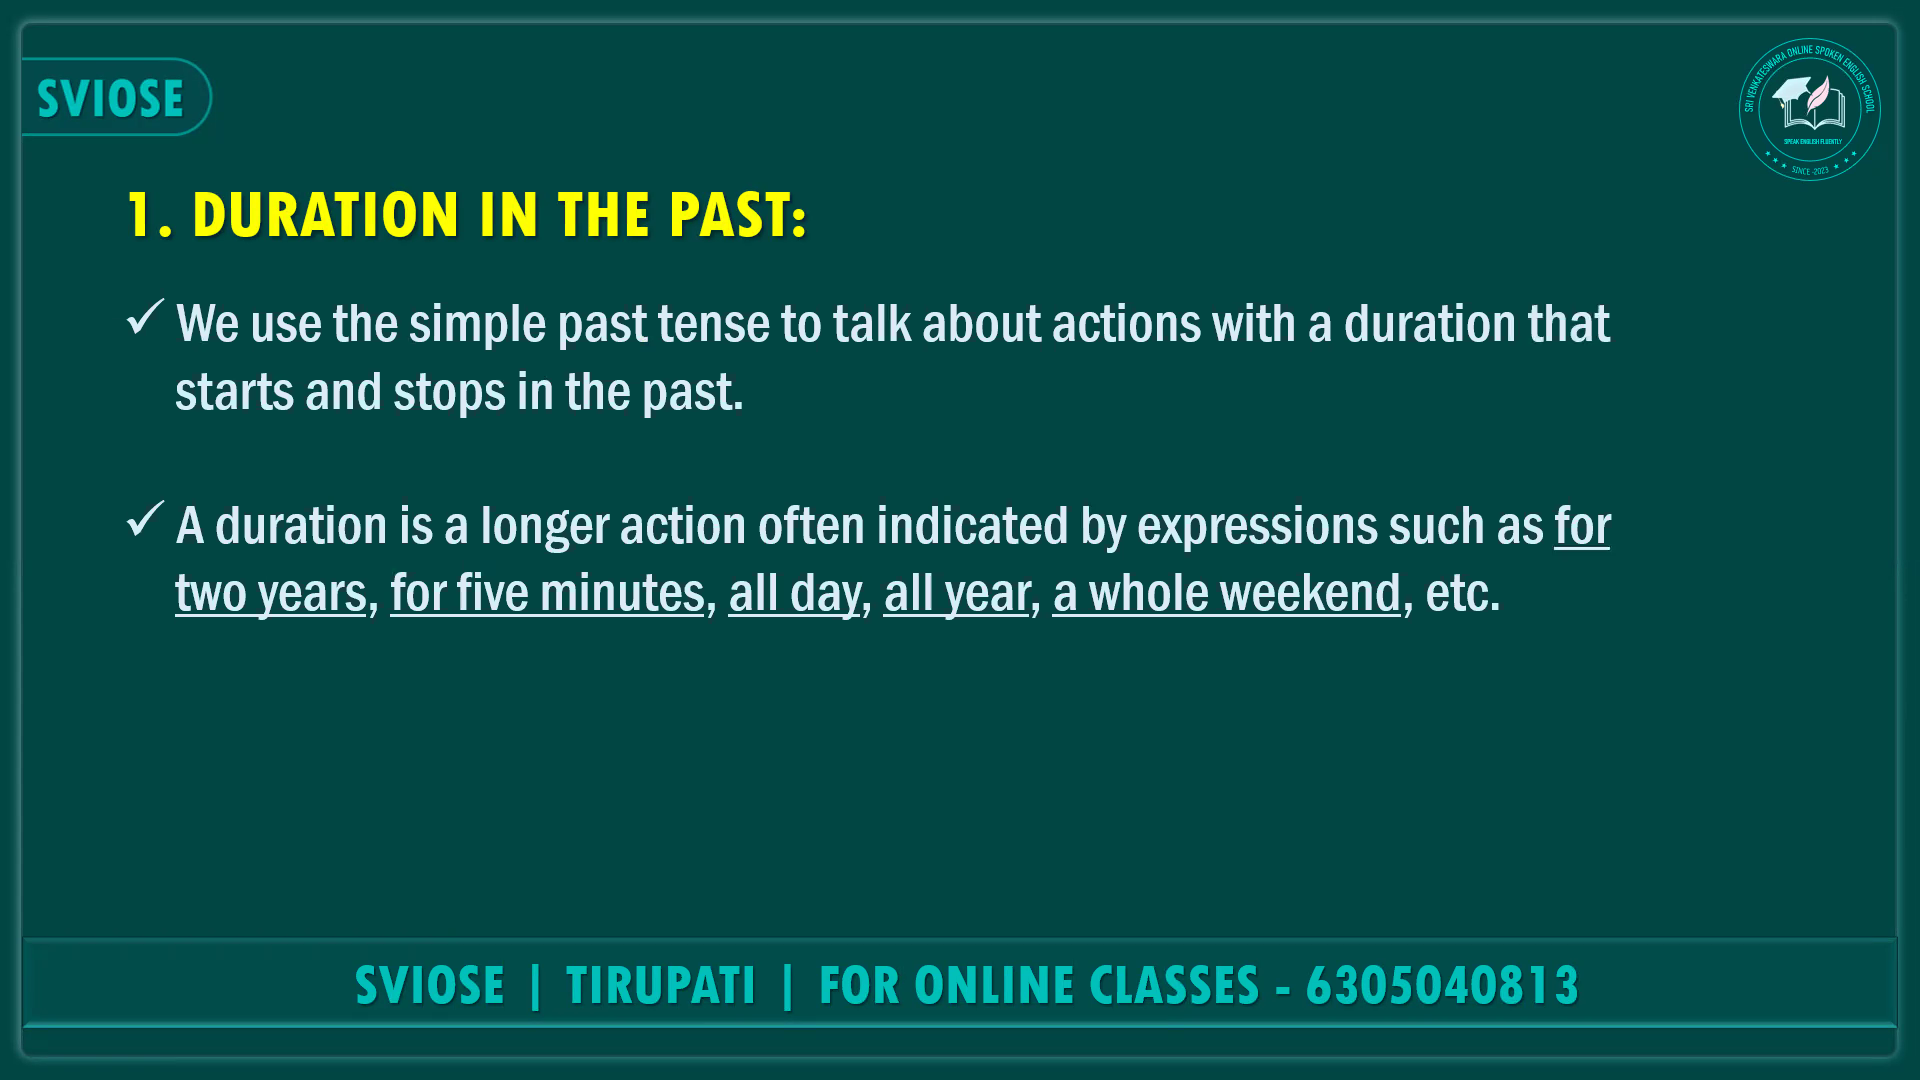 SVIOSE
SRI VENKATESWARA ONLINE SPOKEN ENGLISH SCHOOL
SPEAK ENGLISH FLUENTLY
SINCE -2023
1. DURATION IN THE PAST:
✓ We use the simple past tense to talk about actions with a duration that
starts and stops in the past.
✓ A duration is a longer action often indicated by expressions such as for
two years, for five minutes, all day, all year, a whole weekend, etc.
SVIOSE | TIRUPATI | FOR ONLINE CLASSES - 6305040813